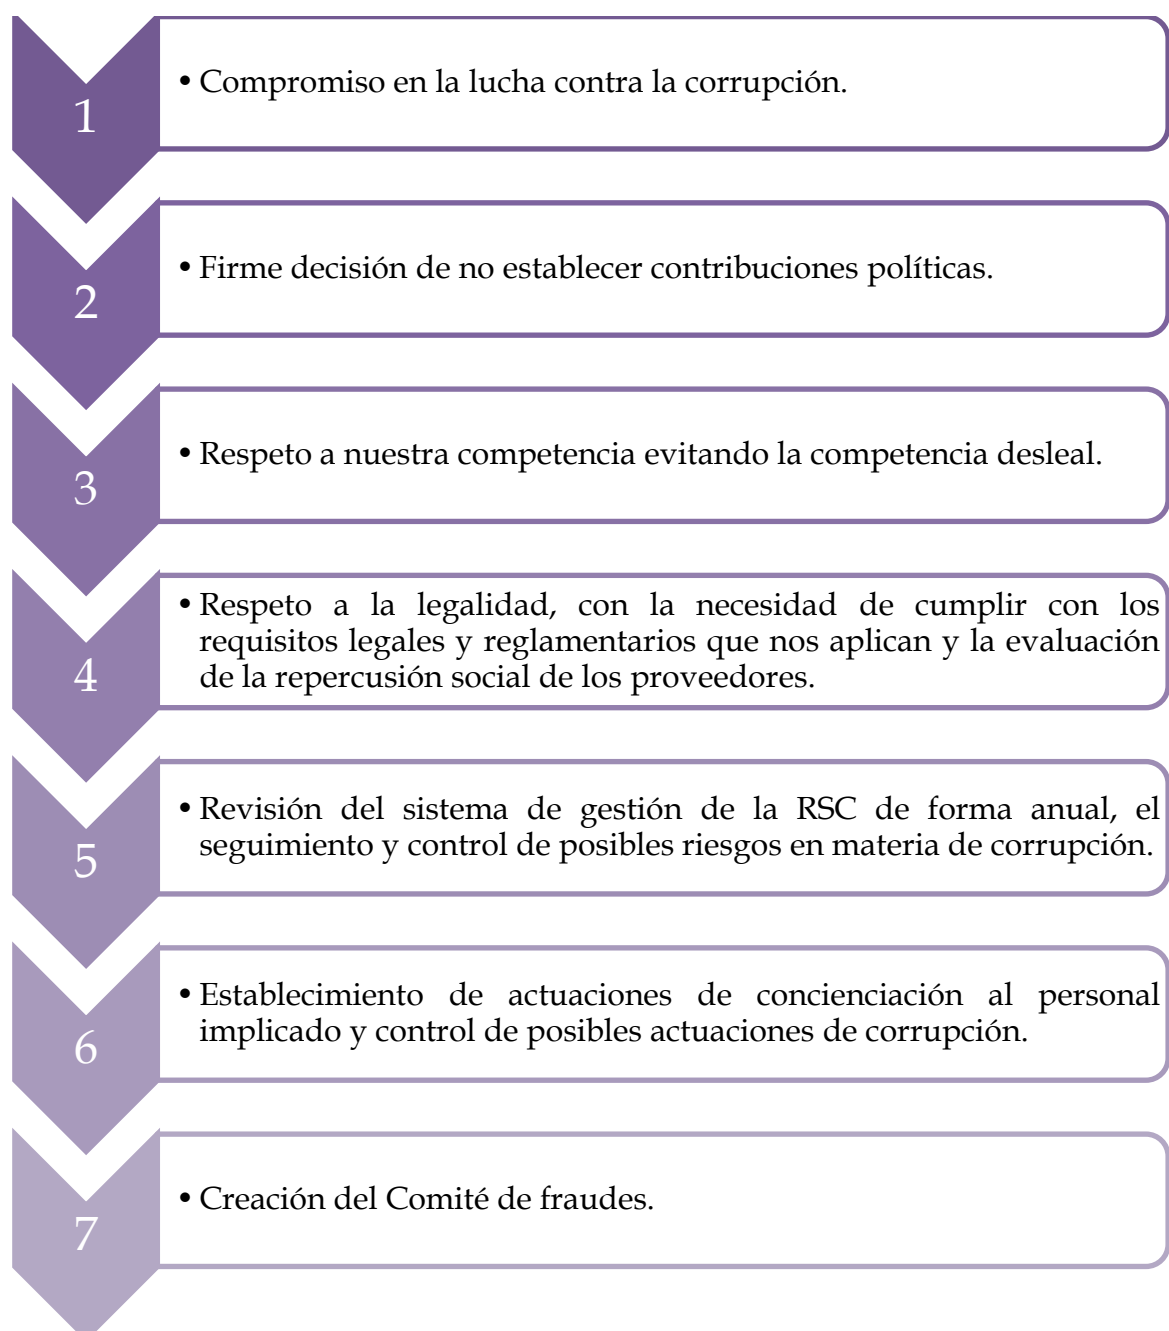 1
• Compromiso en la lucha contra la corrupción.
2
• Firme decisión de no establecer contribuciones políticas.
3
• Respeto a nuestra competencia evitando la competencia desleal.
4
• Respeto a la legalidad, con la necesidad de cumplir con los
requisitos legales y reglamentarios que nos aplican y la evaluación
de la repercusión social de los proveedores.
5
• Revisión del sistema de gestión de la RSC de forma anual, el
seguimiento y control de posibles riesgos en materia de corrupción.
6
• Establecimiento de actuaciones de concienciación al personal
implicado y control de posibles actuaciones de corrupción.
7
• Creación del Comité de fraudes.